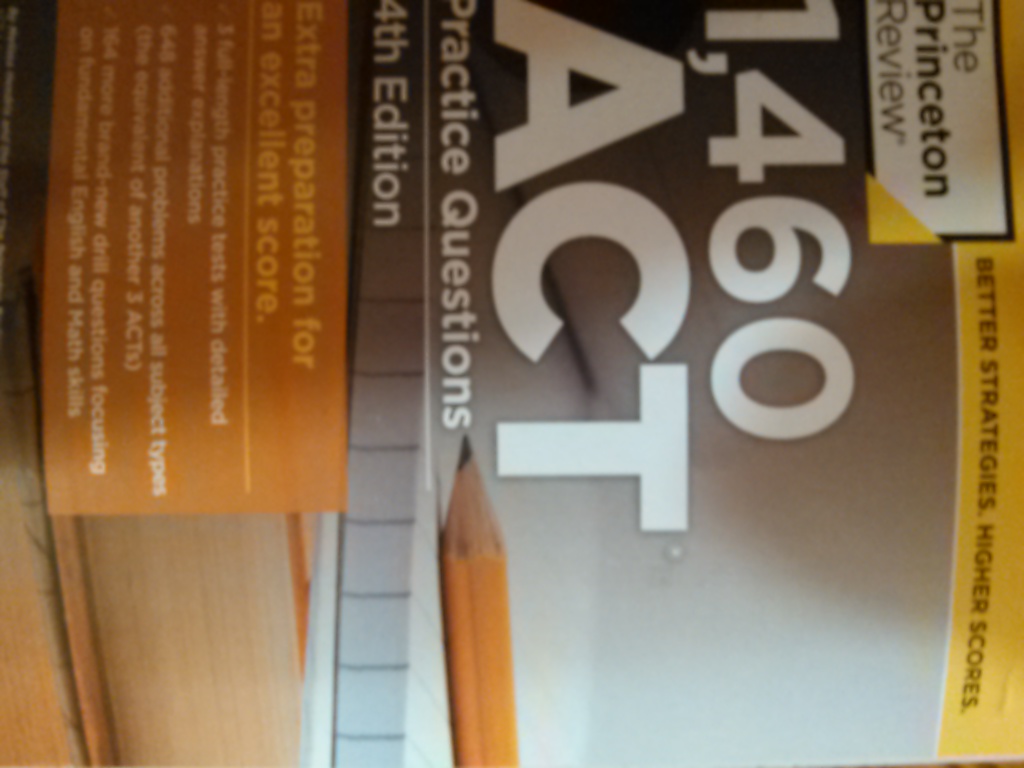 The
Princeton
Review®
BETTER STRATEGIES. HIGHER SCORES.
1,460
ACT
Practice Questions
4th Edition
Extra preparation for
an excellent score.
✓ 3 full-length practice tests with detailed
answer explanations
✓ 648 additional problems across all subject types
(the equivalent of another 3 ACTs)
✓ 164 more brand-new drill questions focusing
on fundamental English and Math skills